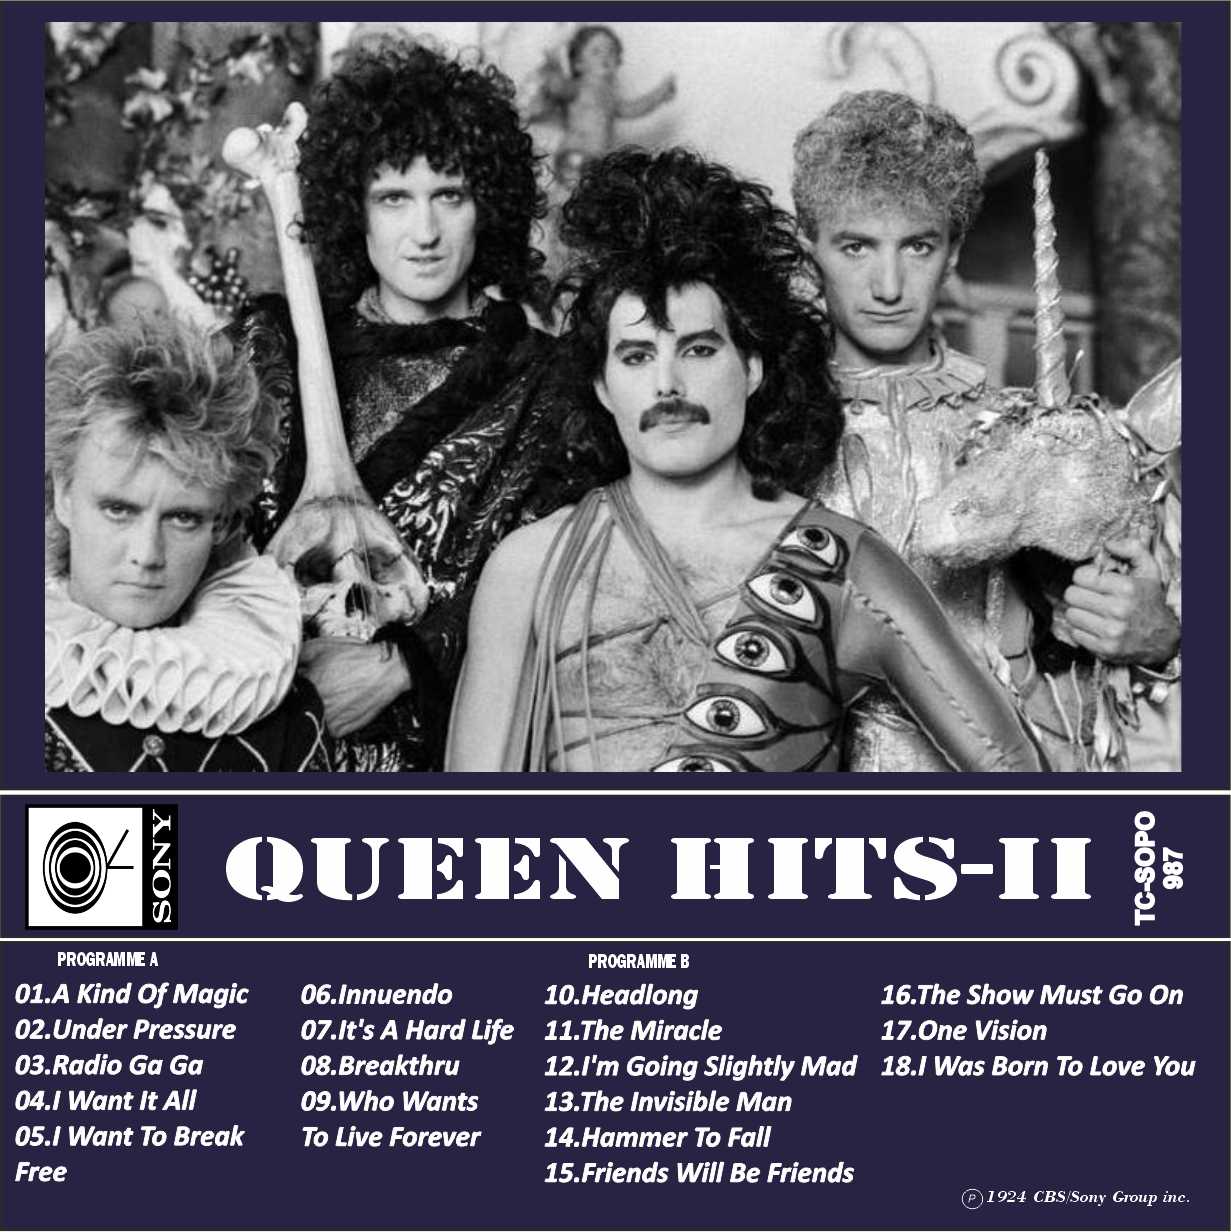 SONY
QUEEN HITS-II
TC-SOPO
987
PROGRAMME A
01.A Kind Of Magic
02.Under Pressure
03.Radio Ga Ga
04.I Want It All
05.I Want To Break
Free
06.Innuendo
07.It's A Hard Life
08.Breakthru
09.Who Wants
To Live Forever
PROGRAMME B
10.Headlong
11.The Miracle
12.I'm Going Slightly Mad
13.The Invisible Man
14.Hammer To Fall
15.Friends Will Be Friends
16.The Show Must Go On
17.One Vision
18.I Was Born To Love You
℗ 1924 CBS/Sony Group inc.